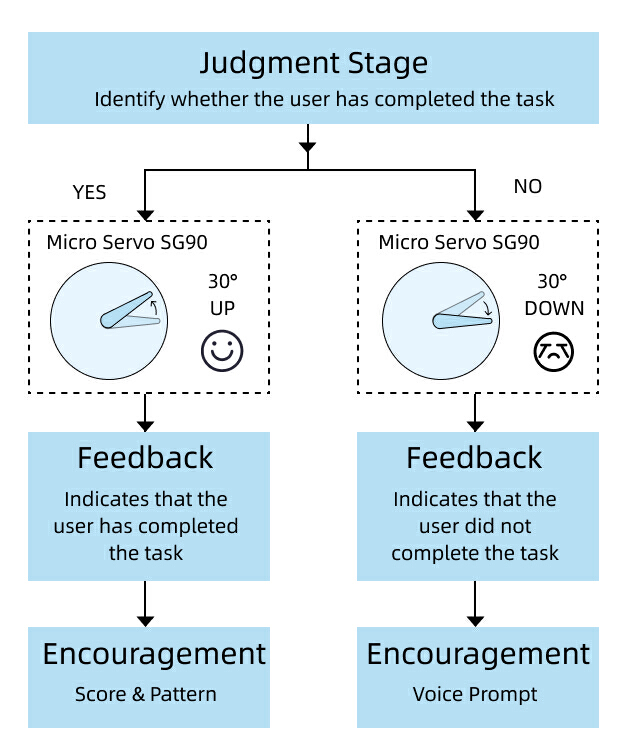 Judgment Stage
Identify whether the user has completed the task
YES
NO
Micro Servo SG90
30°
UP
Micro Servo SG90
30°
DOWN
Feedback
Indicates that the
user has completed
the task
Feedback
Indicates that the
user did not
complete the task
Encouragement
Score & Pattern
Encouragement
Voice Prompt